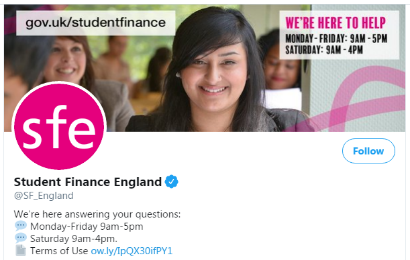 gov.uk/studentfinance
WE'RE HERE TO HELP
MONDAY-FRIDAY: 9AM-5PM
SATURDAY: 9AM-4PM
sfe
Follow
Student Finance England
@SF_England
We're here answering your questions:
💬 Monday-Friday 9am-5pm
💬 Saturday 9am-4pm.
📄 Terms of Use ow.ly/IpQX30ifPY1